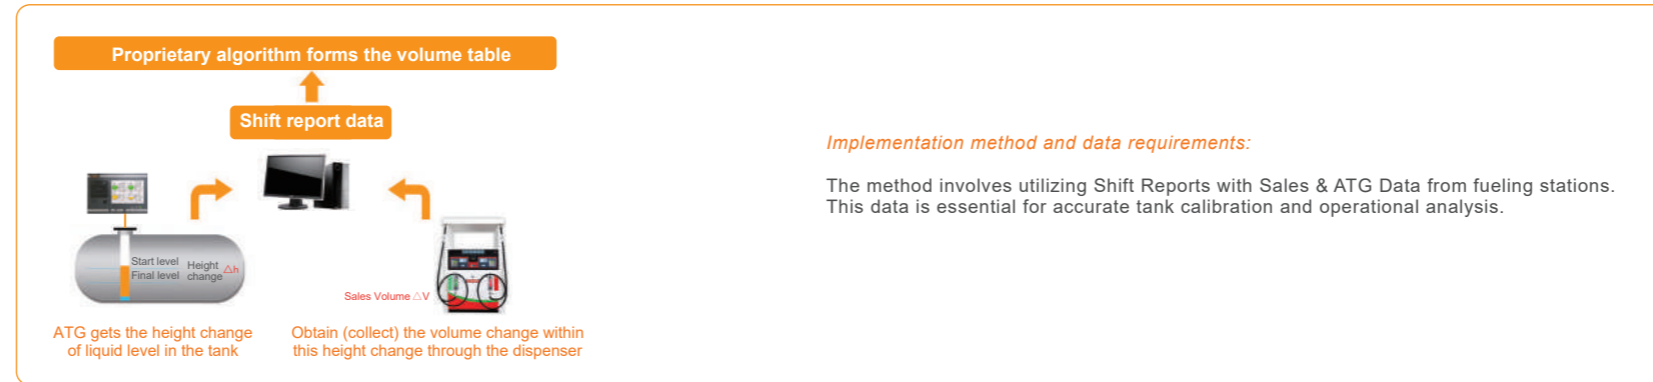 Proprietary algorithm forms the volume table
Shift report data
Start level
Final level
Height
change
△h
Sales Volume △V
ATG gets the height change
of liquid level in the tank
Obtain (collect) the volume change within
this height change through the dispenser
Implementation method and data requirements:
The method involves utilizing Shift Reports with Sales & ATG Data from fueling stations.
This data is essential for accurate tank calibration and operational analysis.